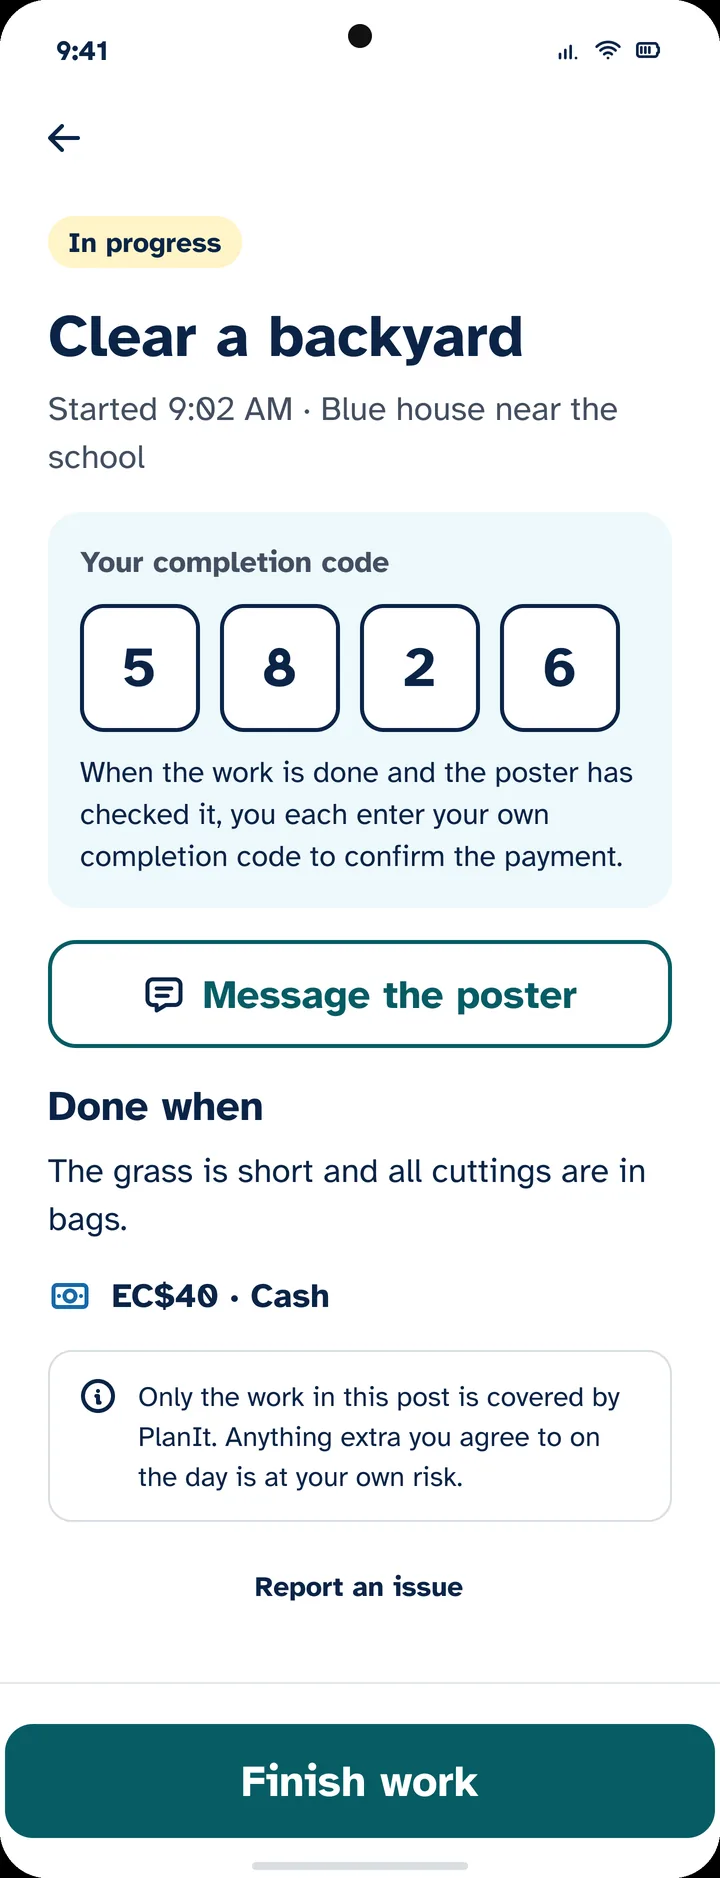 9:41
In progress
Clear a backyard
Started 9:02 AM · Blue house near the
school
Your completion code
5 8 2 6
When the work is done and the poster has
checked it, you each enter your own
completion code to confirm the payment.
Message the poster
Done when
The grass is short and all cuttings are in
bags.
EC$40 · Cash
Only the work in this post is covered by
PlanIt. Anything extra you agree to on
the day is at your own risk.
Report an issue
Finish work